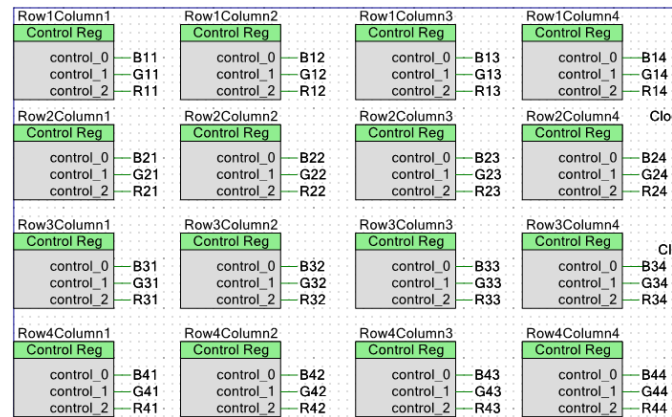 Row1Column1 Row1Column2 Row1Column3 Row1Column4
Control Reg Control Reg Control Reg Control Reg
control_0 B11 control_0 B12 control_0 B13 control_0 B14
control_1 G11 control_1 G12 control_1 G13 control_1 G14
control_2 R11 control_2 R12 control_2 R13 control_2 R14
Row2Column1 Row2Column2 Row2Column3 Row2Column4 Clo
Control Reg Control Reg Control Reg Control Reg
control_0 B21 control_0 B22 control_0 B23 control_0 B24
control_1 G21 control_1 G22 control_1 G23 control_1 G24
control_2 R21 control_2 R22 control_2 R23 control_2 R24
Row3Column1 Row3Column2 Row3Column3 Row3Column4
Control Reg Control Reg Control Reg Control Reg Cl
control_0 B31 control_0 B32 control_0 B33 control_0 B34
control_1 G31 control_1 G32 control_1 G33 control_1 G34
control_2 R31 control_2 R32 control_2 R33 control_2 R34
Row4Column1 Row4Column2 Row4Column3 Row4Column4
Control Reg Control Reg Control Reg Control Reg
control_0 B41 control_0 B42 control_0 B43 control_0 B44
control_1 G41 control_1 G42 control_1 G43 control_1 G44
control_2 R41 control_2 R42 control_2 R43 control_2 R44